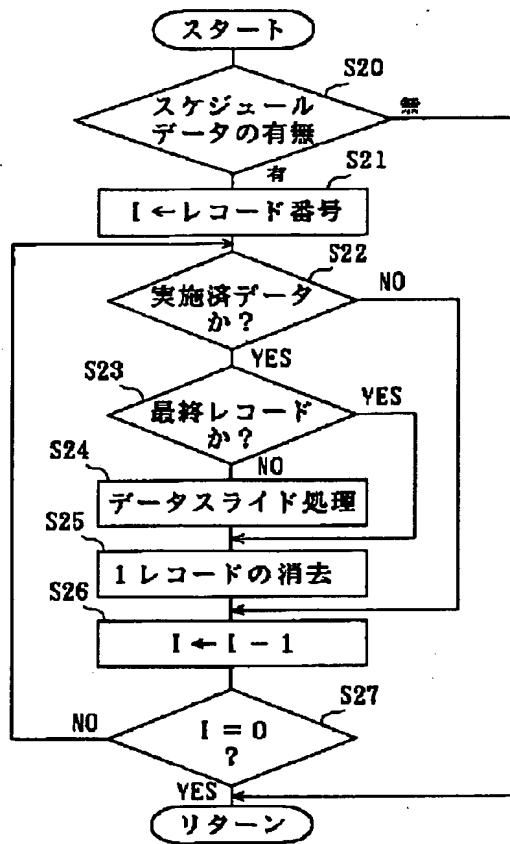 スタート
S20
スケジュール
データの有無
無
有
S21
I←レコード番号
S22
実施済データ
か？
NO
YES
S23
最終レコード
か？
YES
NO
S24
データスライド処理
S25
1レコードの消去
S26
I←I－1
S27
I＝0
？
NO
YES
リターン